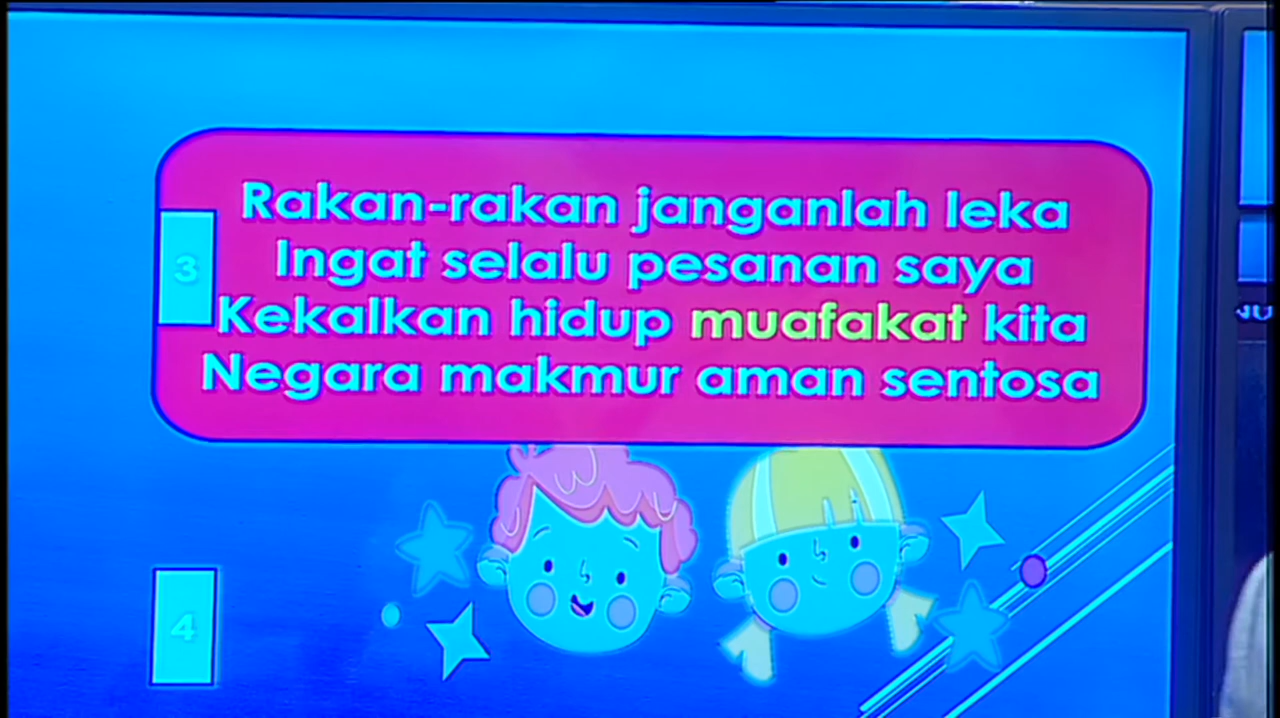 3
Rakan-rakan janganlah leka
Ingat selalu pesanan saya
Kekalkan hidup muafakat kita
Negara makmur aman sentosa
4